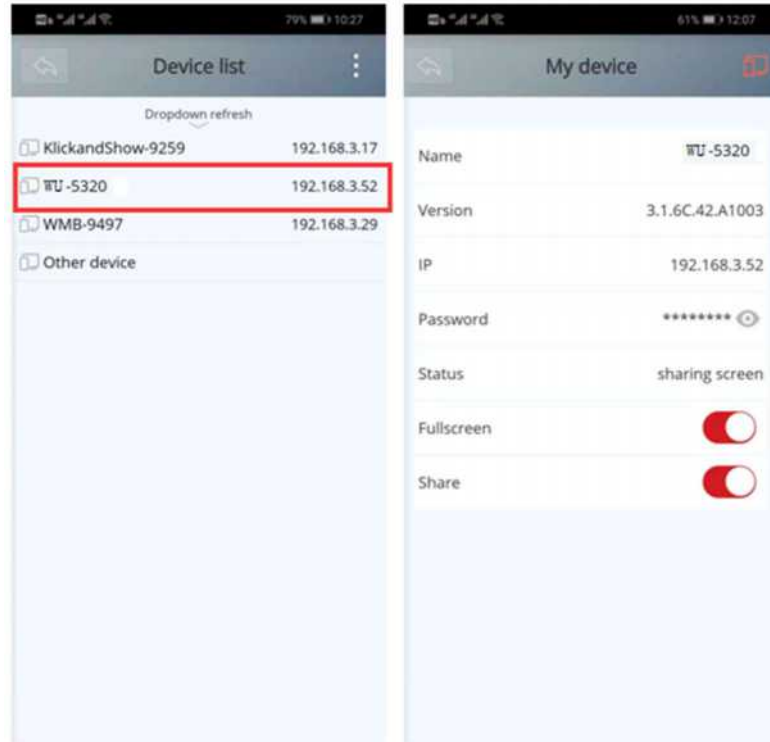 79% 10:27
Device list
Dropdown refresh
KlickandShow-9259 192.168.3.17
WU-5320 192.168.3.52
WMB-9497 192.168.3.29
Other device
61% 12:07
My device
Name WU-5320
Version 3.1.6C.42.A1003
IP 192.168.3.52
Password ********
Status sharing screen
Fullscreen
Share